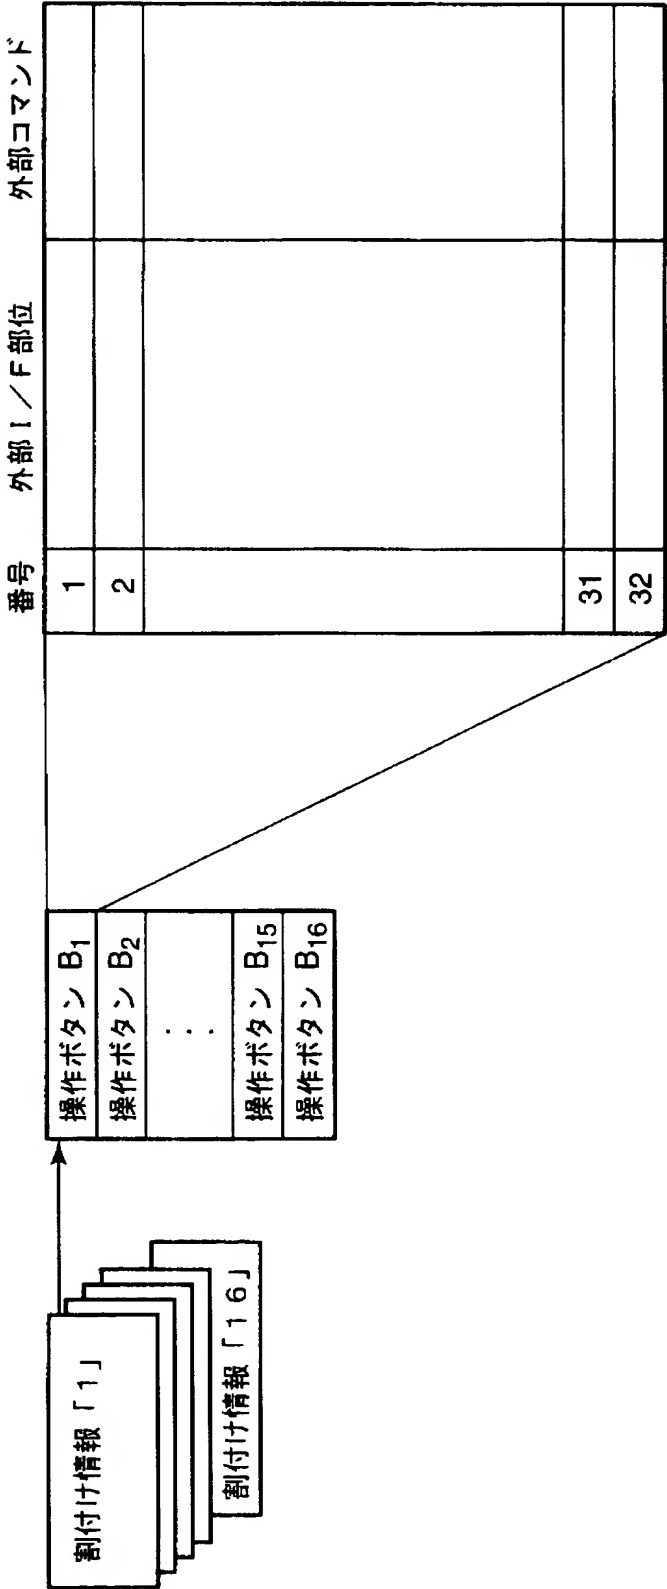 割付け情報「1」
割付け情報「16」
操作ボタン B1
操作ボタン B2
...
操作ボタン B15
操作ボタン B16
番号 外部I／F部位 外部コマンド
1
2
31
32